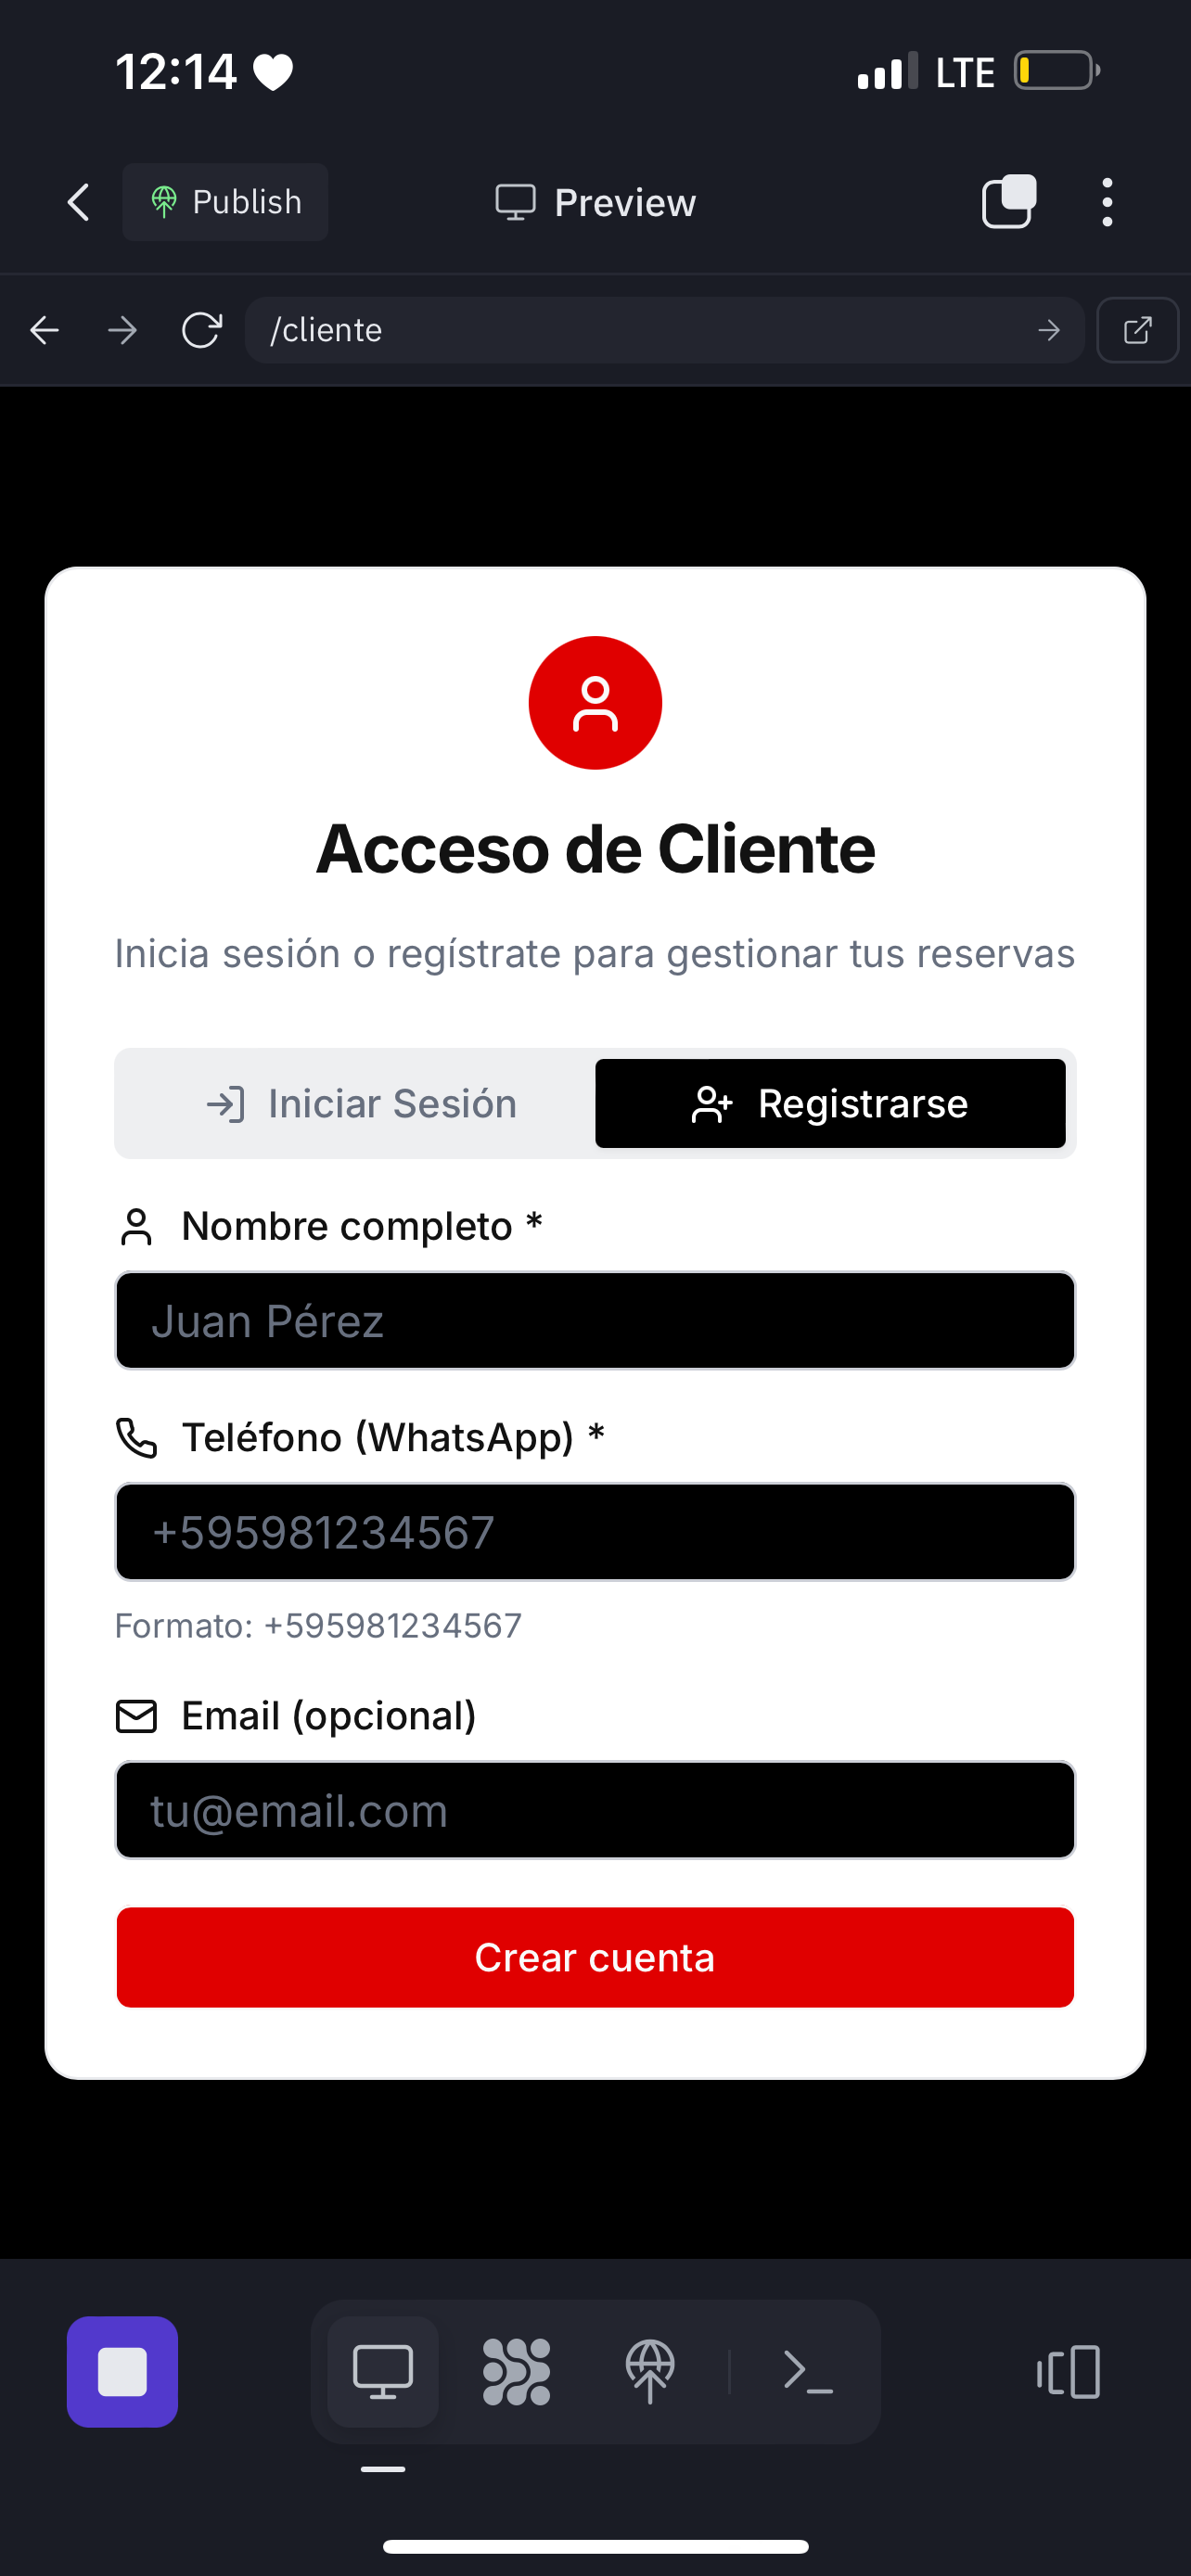 12:14
LTE
Publish
Preview
/cliente
Acceso de Cliente
Inicia sesión o regístrate para gestionar tus reservas
Iniciar Sesión
Registrarse
Nombre completo *
Juan Pérez
Teléfono (WhatsApp) *
+595981234567
Formato: +595981234567
Email (opcional)
tu@email.com
Crear cuenta